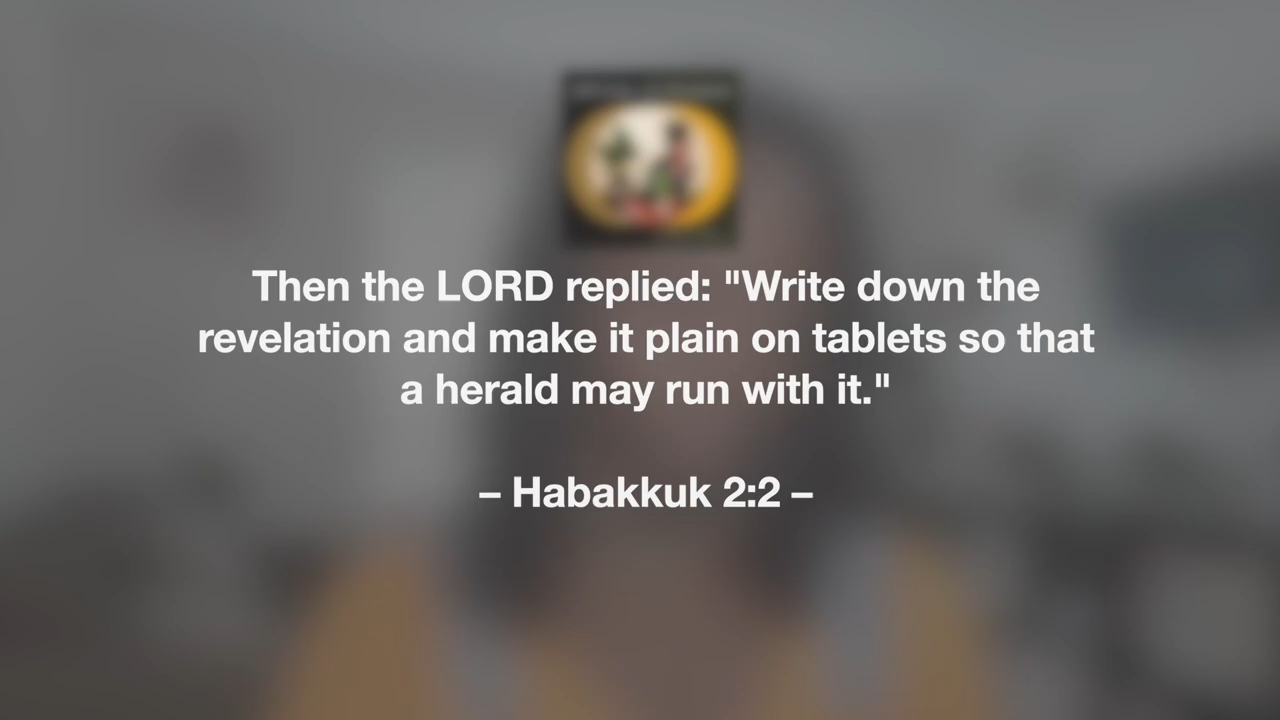 Then the LORD replied: "Write down the
revelation and make it plain on tablets so that
a herald may run with it."
– Habakkuk 2:2 –